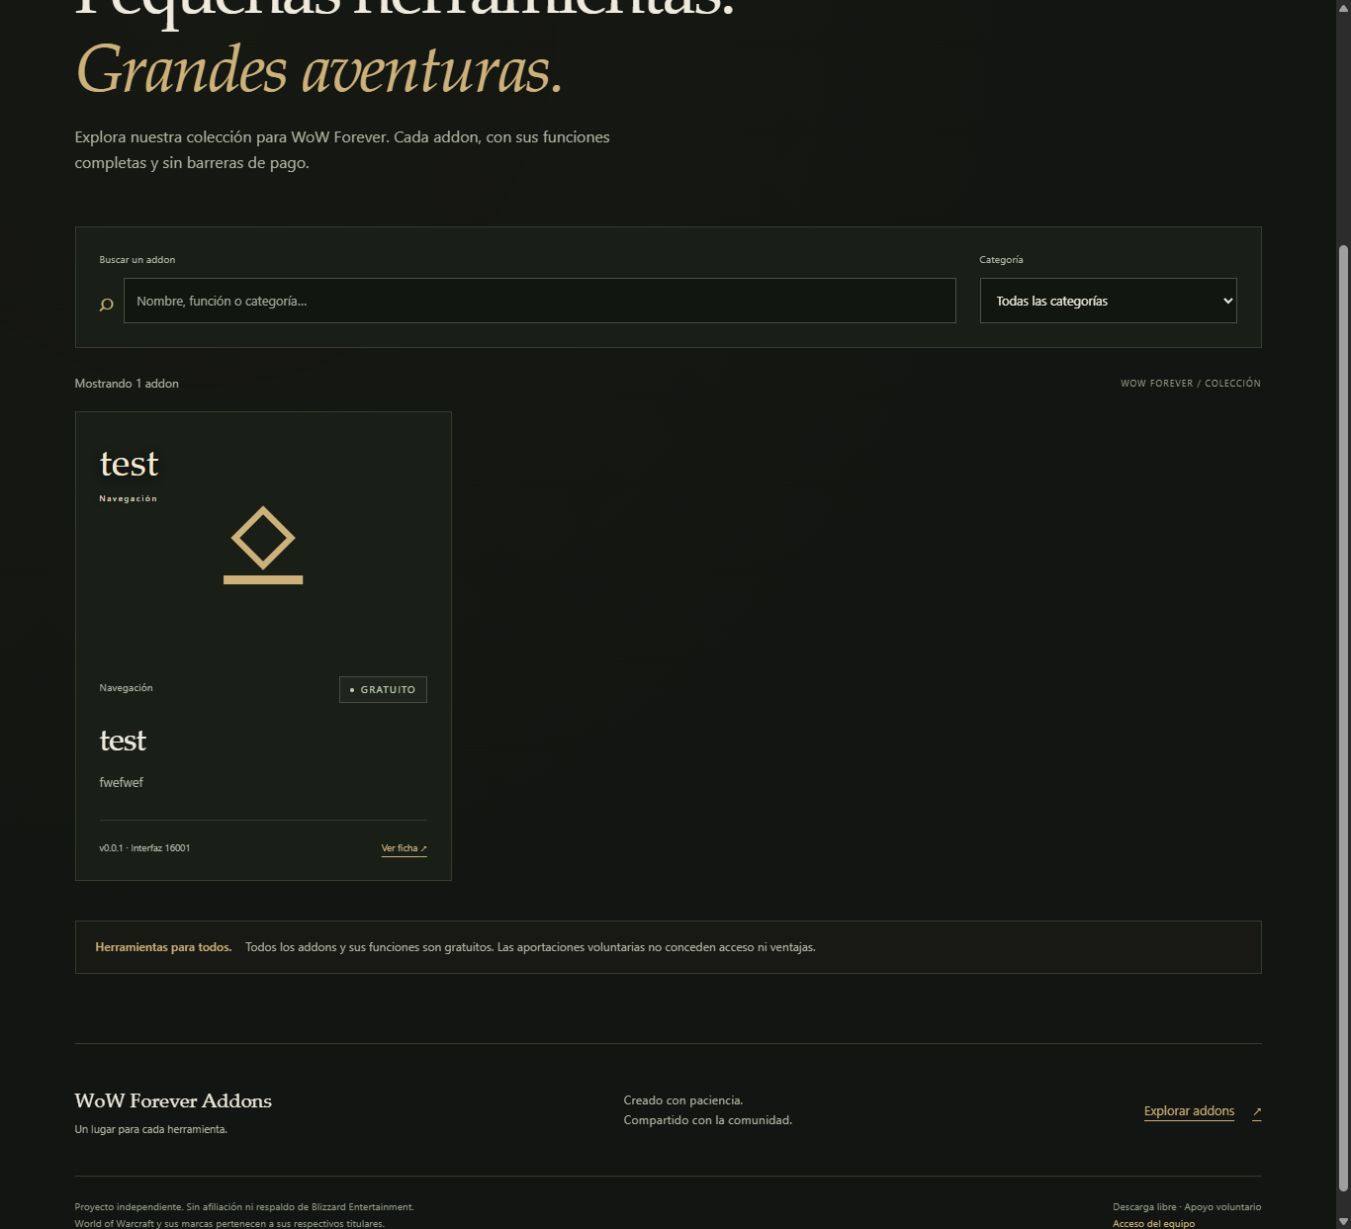 Pequeñas herramientas.
Grandes aventuras.
Explora nuestra colección para WoW Forever. Cada addon, con sus funciones
completas y sin barreras de pago.
Buscar un addon
Categoría
Nombre, función o categoría...
Todas las categorías
Mostrando 1 addon
WOW FOREVER / COLECCIÓN
test
Navegación
Navegación
• GRATUITO
test
fwefwef
v0.0.1 · Interfaz 16001
Ver ficha ↗
Herramientas para todos. Todos los addons y sus funciones son gratuitos. Las aportaciones voluntarias no conceden acceso ni ventajas.
WoW Forever Addons
Un lugar para cada herramienta.
Creado con paciencia.
Compartido con la comunidad.
Explorar addons ↗
Proyecto independiente. Sin afiliación ni respaldo de Blizzard Entertainment.
World of Warcraft y sus marcas pertenecen a sus respectivos titulares.
Descarga libre · Apoyo voluntario
Acceso del equipo